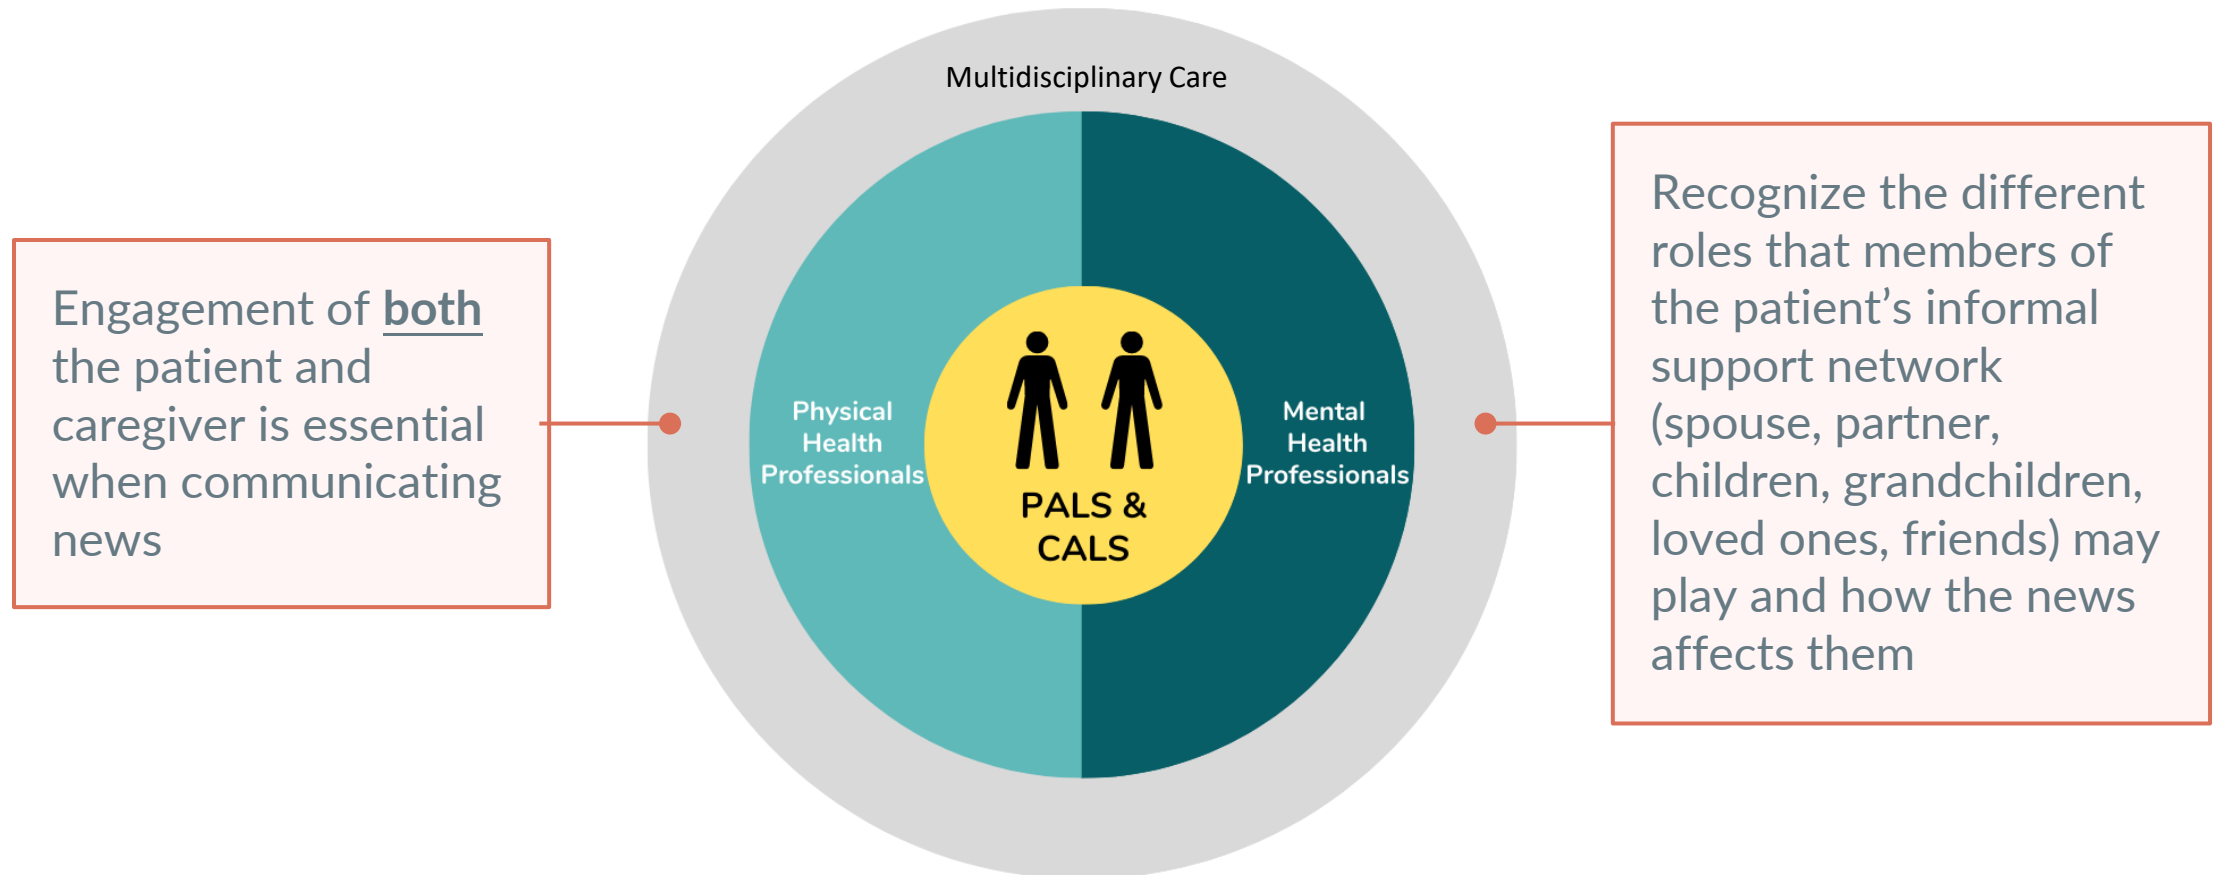 Multidisciplinary Care
Engagement of both
the patient and
caregiver is essential
when communicating
news
Physical
Health
Professionals
PALS &
CALS
Mental
Health
Professionals
Recognize the different
roles that members of
the patient’s informal
support network
(spouse, partner,
children, grandchildren,
loved ones, friends) may
play and how the news
affects them